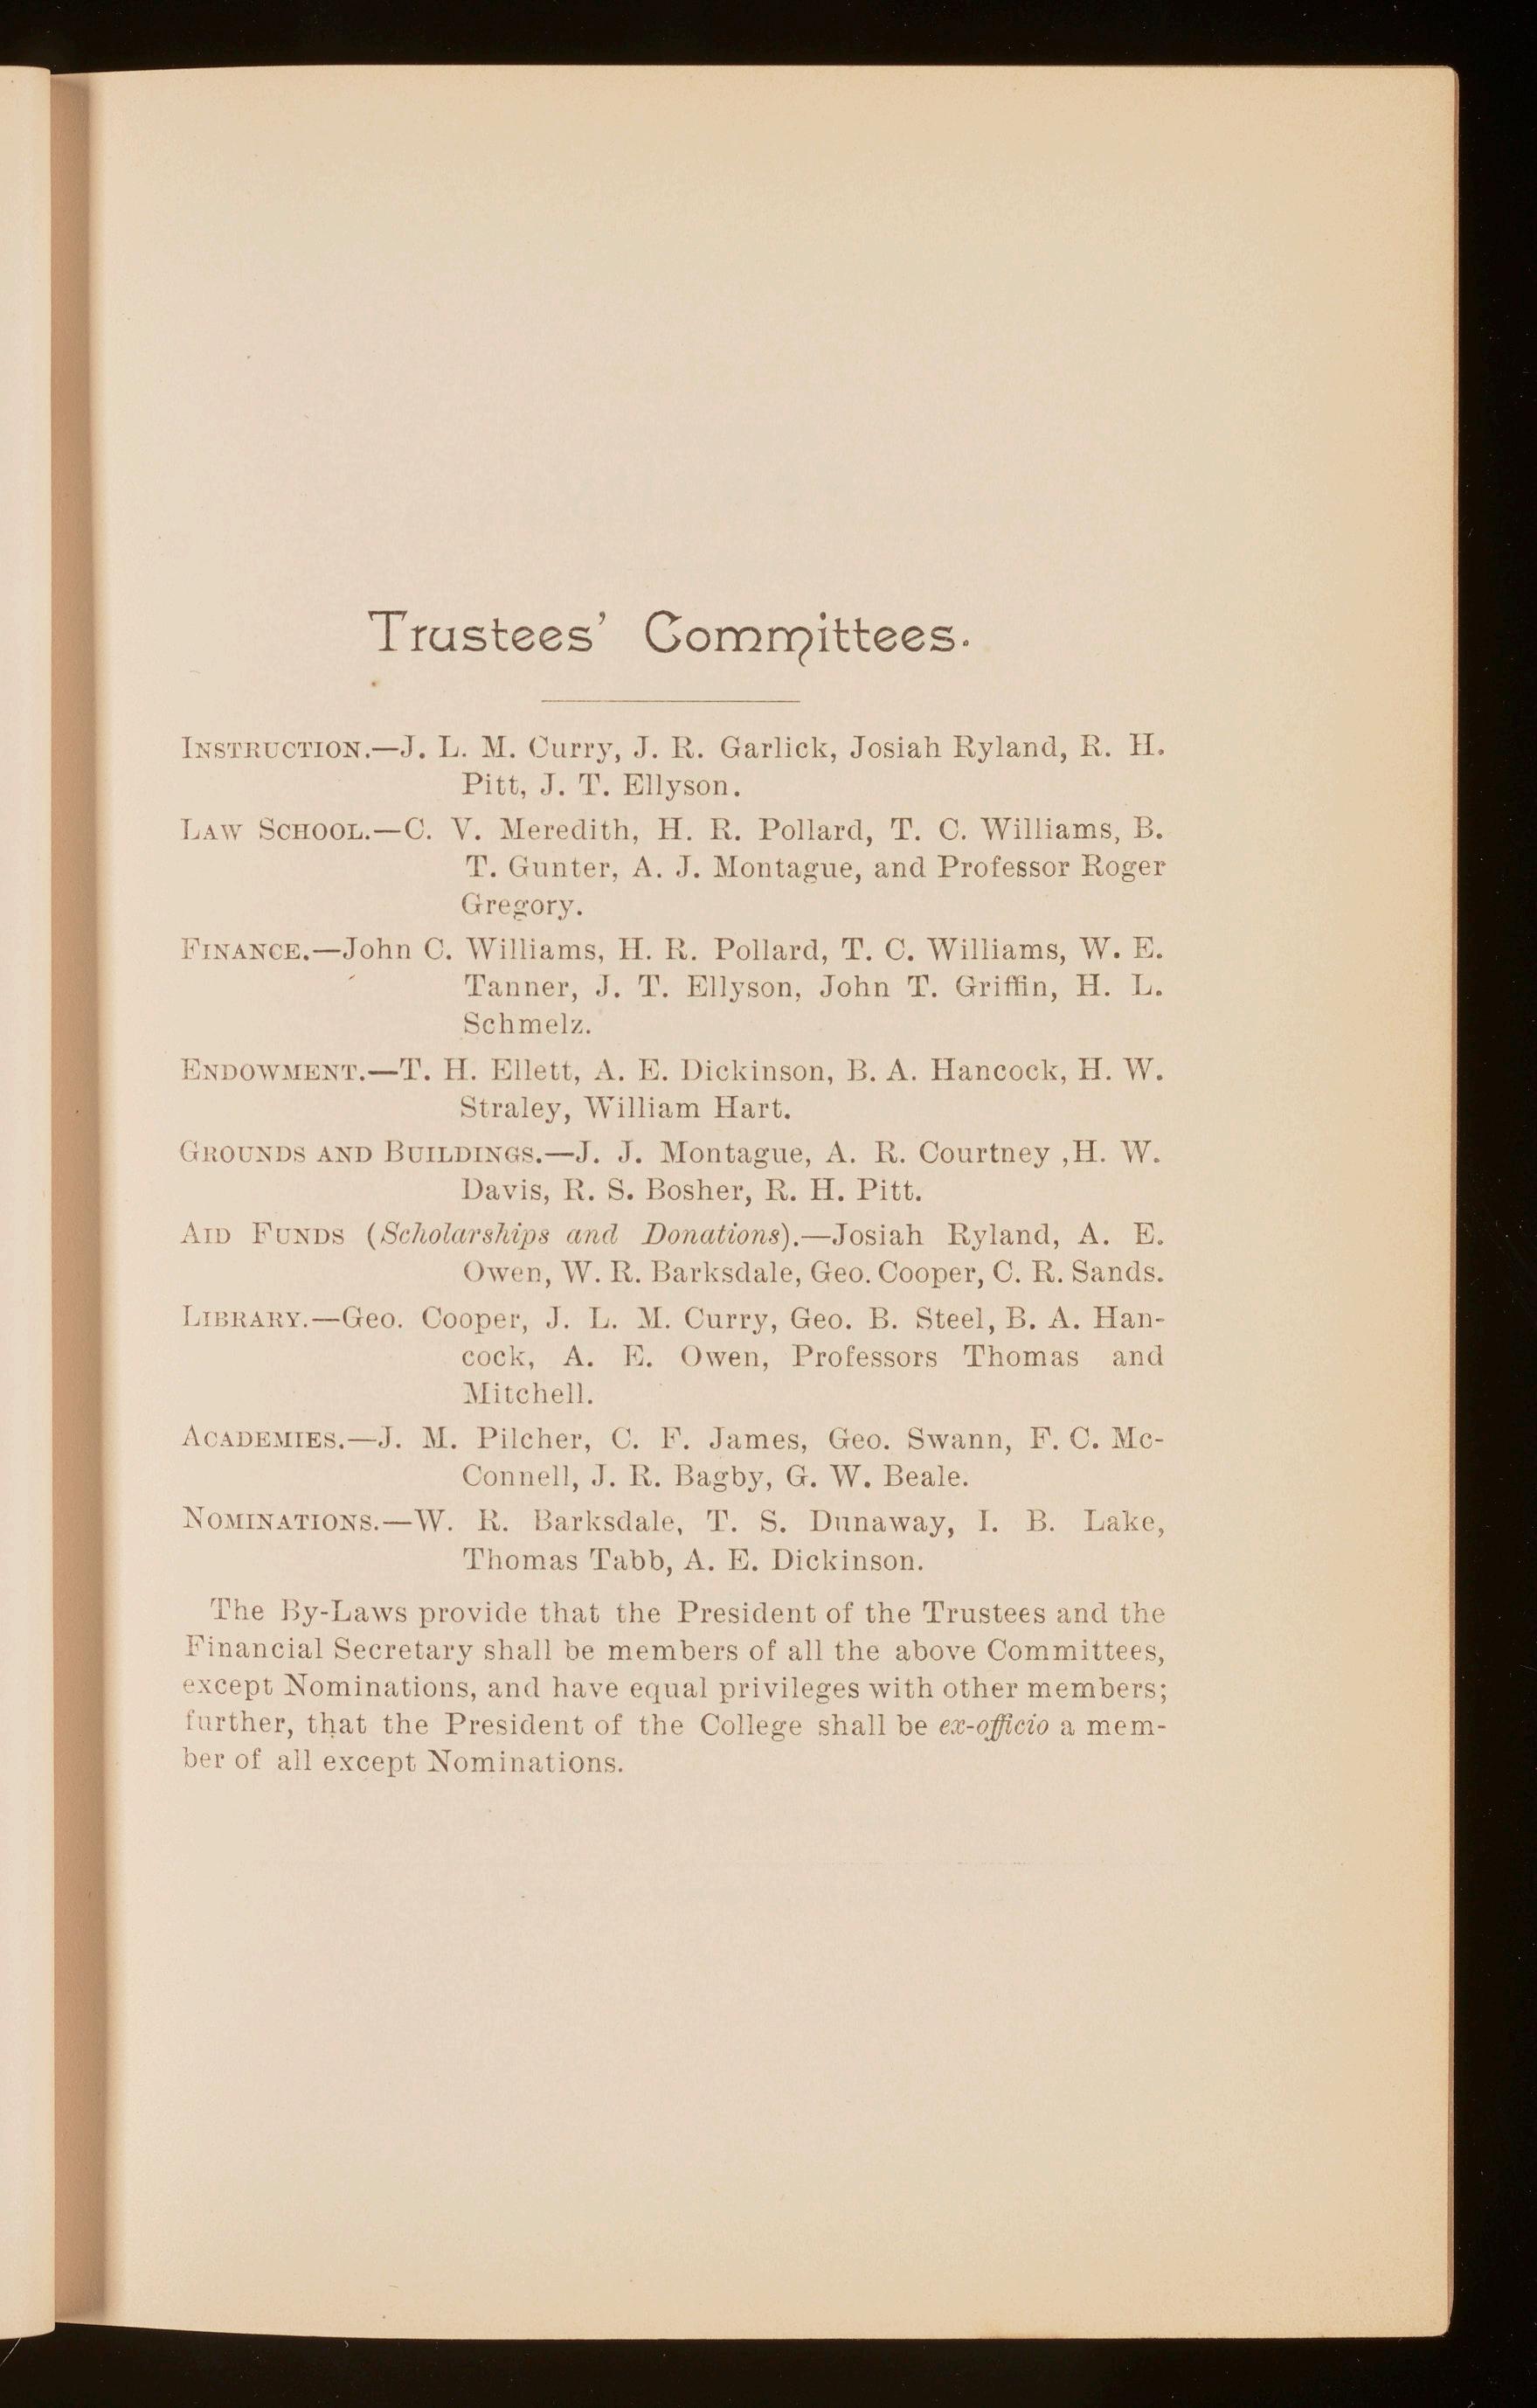 Trustees' Committees.
INSTRUCTION.—J. L. M. Curry, J. R. Garlick, Josiah Ryland, R. H.
Pitt, J. T. Ellyson.
LAW SCHOOL.—C. V. Meredith, H. R. Pollard, T. C. Williams, B.
T. Gunter, A. J. Montague, and Professor Roger
Gregory.
FINANCE.—John C. Williams, H. R. Pollard, T. C. Williams, W. E.
Tanner, J. T. Ellyson, John T. Griffin, H. L.
Schmelz.
ENDOWMENT.—T. H. Ellett, A. E. Dickinson, B. A. Hancock, H. W.
Straley, William Hart.
GROUNDS AND BUILDINGS.—J. J. Montague, A. R. Courtney ,H. W.
Davis, R. S. Bosher, R. H. Pitt.
AID FUNDS (Scholarships and Donations).—Josiah Ryland, A. E.
Owen, W. R. Barksdale, Geo. Cooper, C. R. Sands.
LIBRARY.—Geo. Cooper, J. L. M. Curry, Geo. B. Steel, B. A. Han-
cock, A. E. Owen, Professors Thomas and
Mitchell.
ACADEMIES.—J. M. Pilcher, C. F. James, Geo. Swann, F. C. Mc-
Connell, J. R. Bagby, G. W. Beale.
NOMINATIONS.—W. R. Barksdale, T. S. Dunaway, I. B. Lake,
Thomas Tabb, A. E. Dickinson.
The By-Laws provide that the President of the Trustees and the
Financial Secretary shall be members of all the above Committees,
except Nominations, and have equal privileges with other members;
further, that the President of the College shall be ex-officio a mem-
ber of all except Nominations.